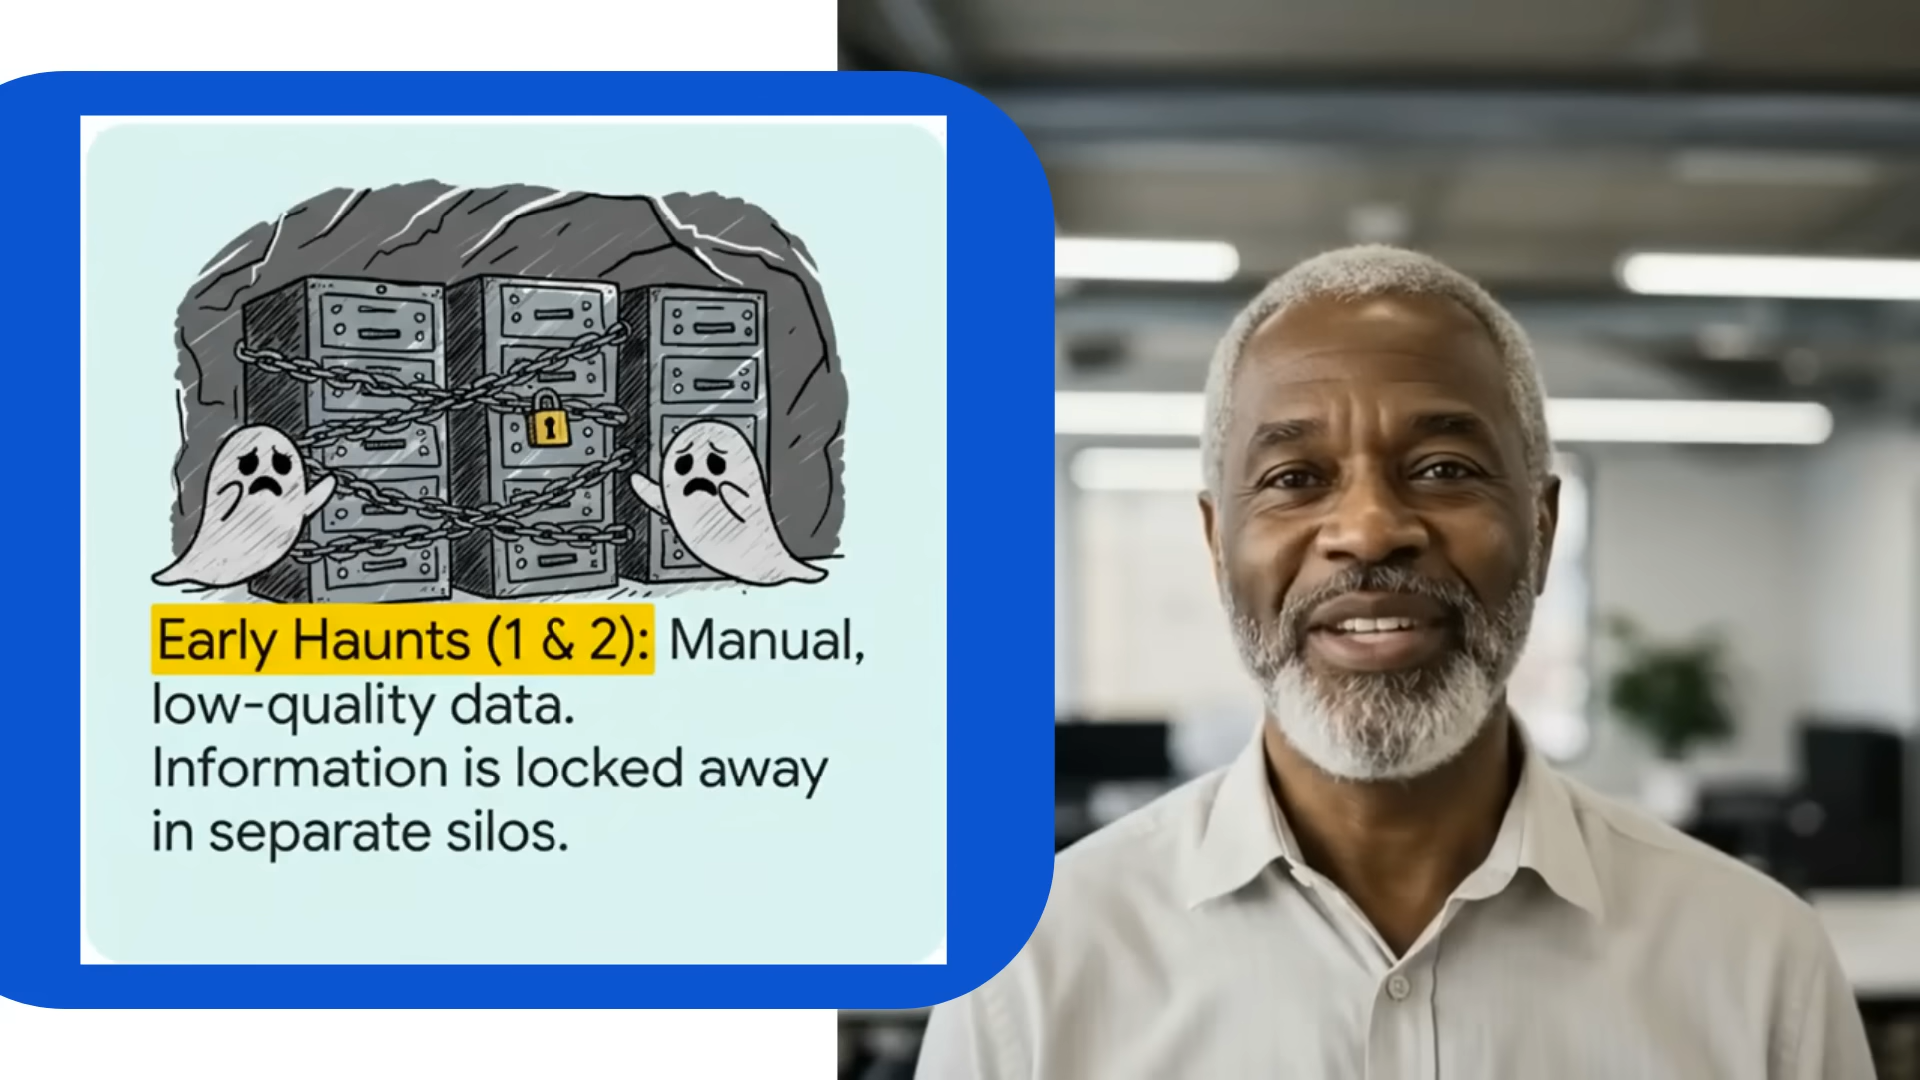 Early Haunts (1 & 2): Manual,
low-quality data.
Information is locked away
in separate silos.